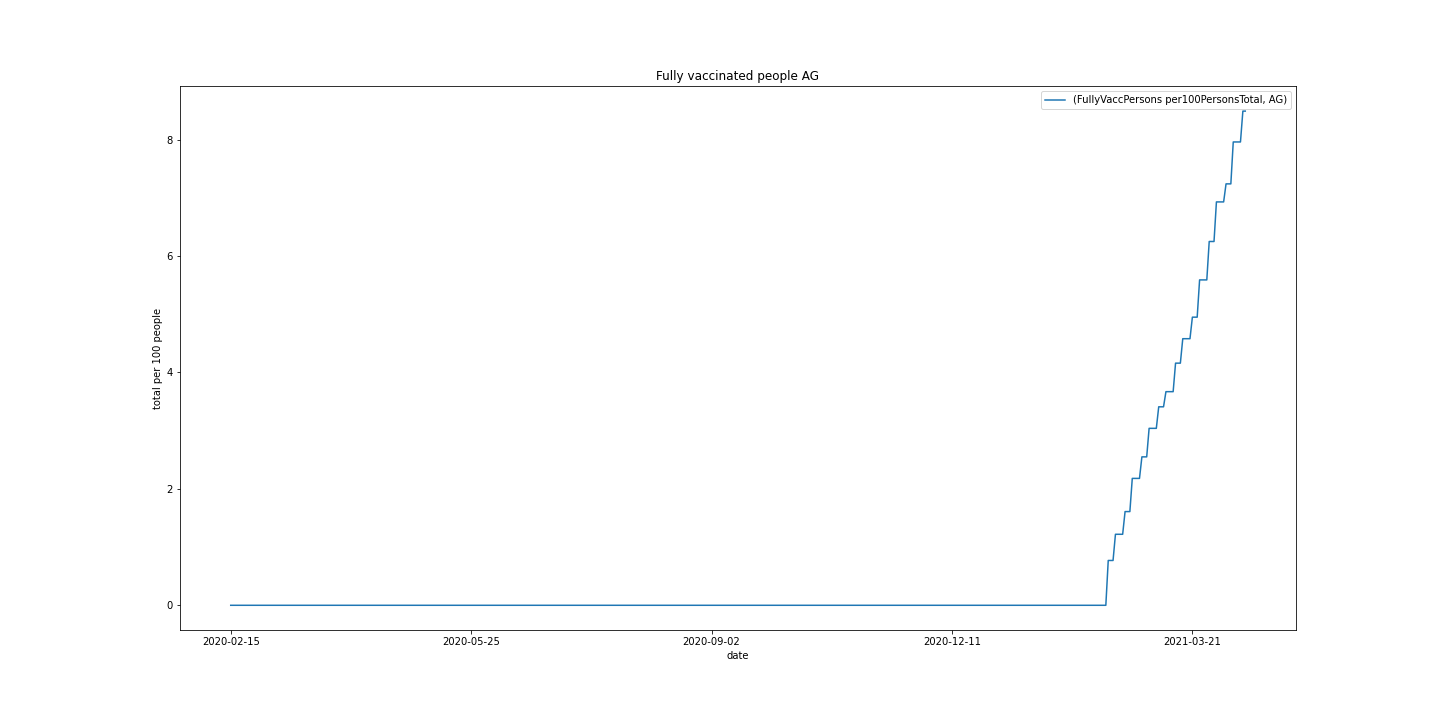 Fully vaccinated people AG
(FullyVaccPersons per100PersonsTotal, AG)
8
6
4
2
0
total per 100 people
2020-02-15 2020-05-25 2020-09-02 2020-12-11 2021-03-21
date